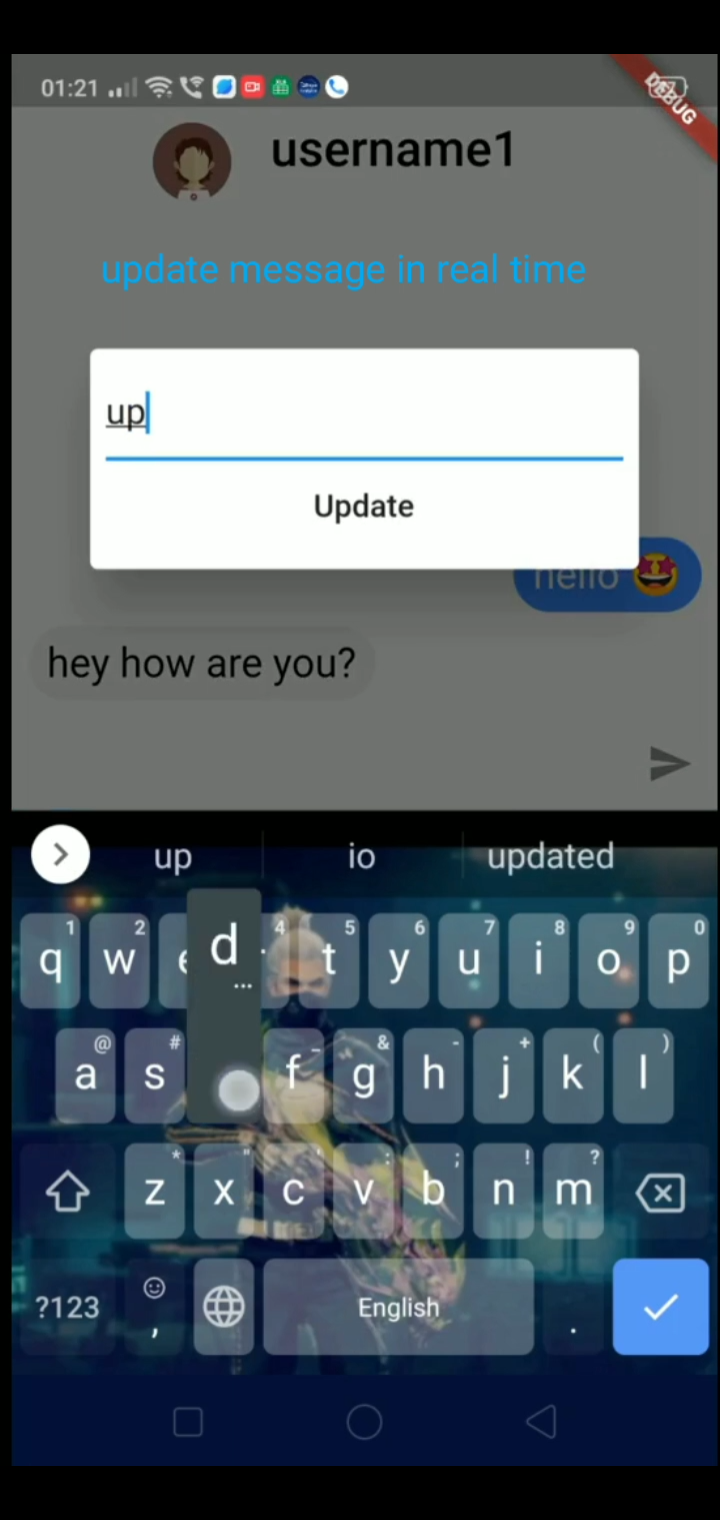 01:21
DEBUG
username1
update message in real time
up
Update
hello 🤩
hey how are you?
up io updated
1 2 4 5 6 7 8 9 0
q w e d t y u i o p
...
@ # _ & - + ( )
a s f g h j k l
* " ' : ; ! ?
z x c v b n m
?123 , English .